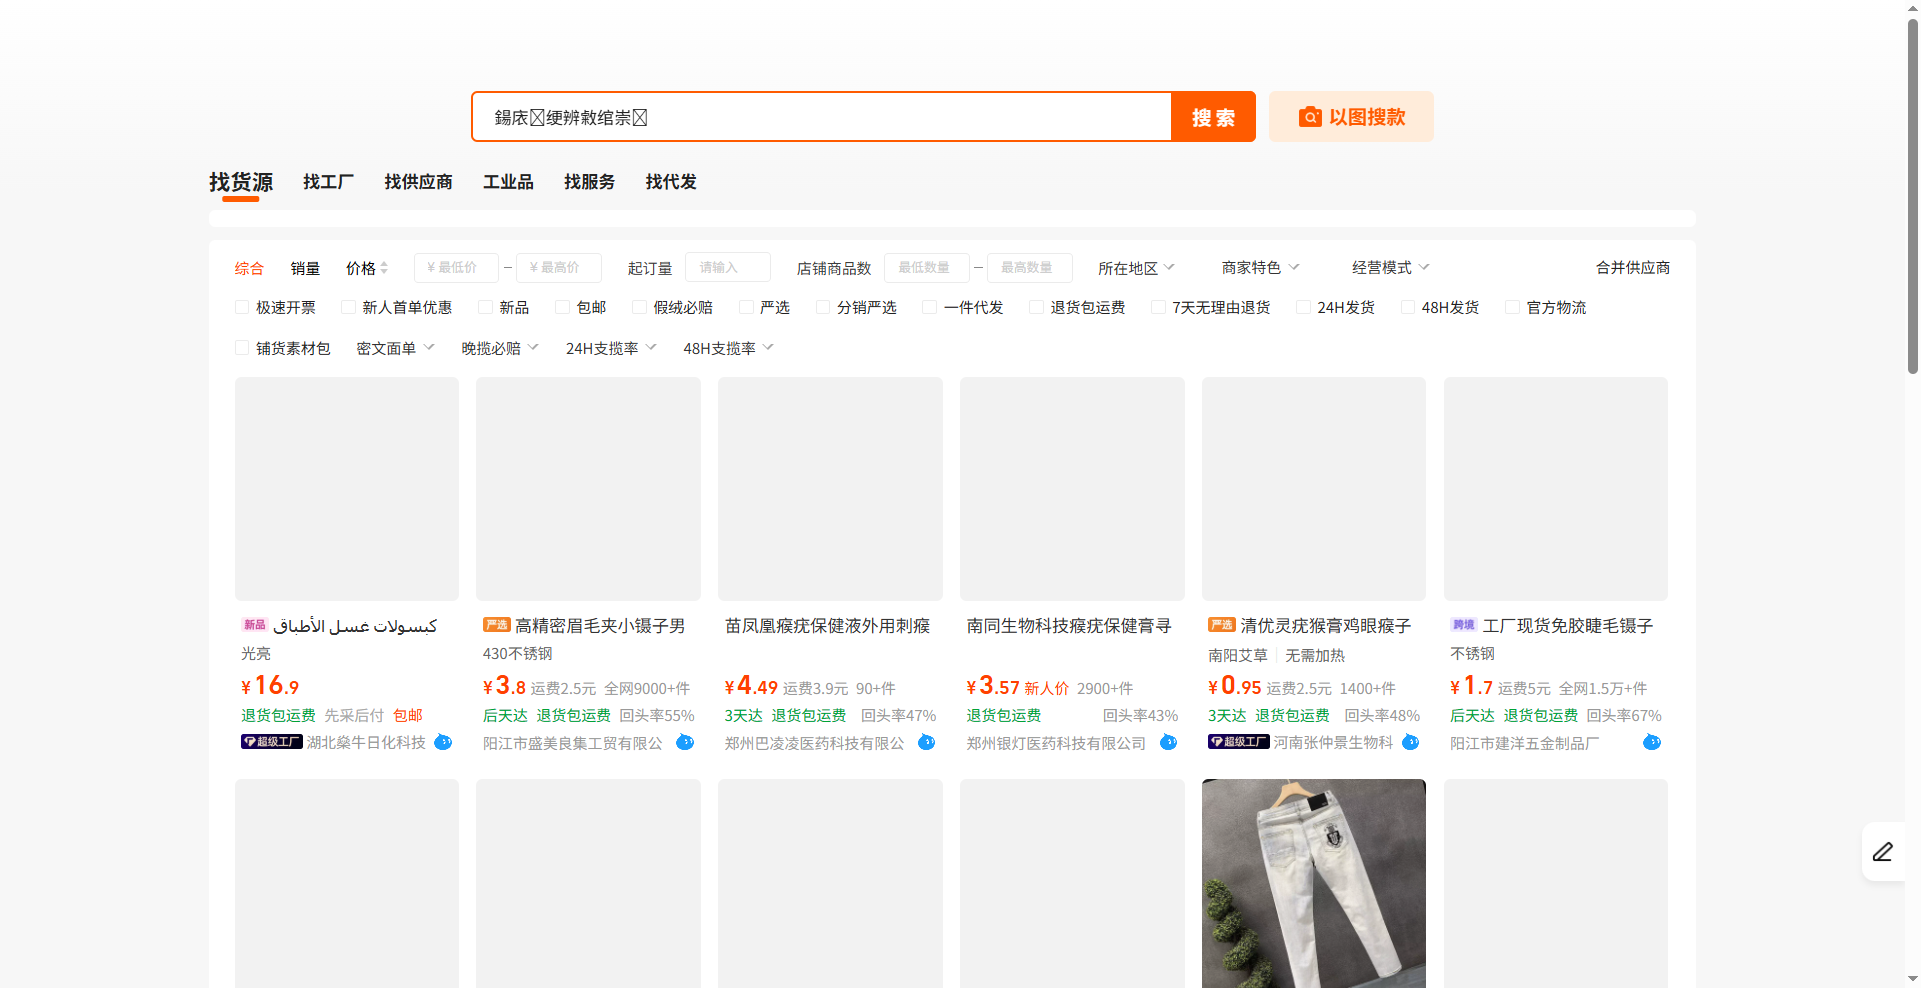 鍚庡绠辨敹绾崇
搜索
以图搜款
找货源 找工厂 找供应商 工业品 找服务 找代发
综合 销量 价格 ¥ 最低价 – ¥ 最高价 起订量 请输入 店铺商品数 最低数量 – 最高数量 所在地区 商家特色 经营模式 合并供应商
极速开票 新人首单优惠 新品 包邮 假绒必赔 严选 分销严选 一件代发 退货包运费 7天无理由退货 24H发货 48H发货 官方物流
铺货素材包 密文面单 晚揽必赔 24H支揽率 48H支揽率
新品 كبسولات غسل الأطباق
光亮
¥16.9
退货包运费 先采后付 包邮
超级工厂 湖北燊牛日化科技
严选 高精密眉毛夹小镊子男
430不锈钢
¥3.8 运费2.5元 全网9000+件
后天达 退货包运费 回头率55%
阳江市盛美良集工贸有限公
苗凤凰瘊疣保健液外用刺瘊
¥4.49 运费3.9元 90+件
3天达 退货包运费 回头率47%
郑州巴凌凌医药科技有限公
南同生物科技瘊疣保健膏寻
¥3.57 新人价 2900+件
退货包运费 回头率43%
郑州银灯医药科技有限公司
严选 清优灵疣猴膏鸡眼瘊子
南阳艾草 无需加热
¥0.95 运费2.5元 1400+件
3天达 退货包运费 回头率48%
超级工厂 河南张仲景生物科
跨境 工厂现货免胶睫毛镊子
不锈钢
¥1.7 运费5元 全网1.5万+件
后天达 退货包运费 回头率67%
阳江市建洋五金制品厂